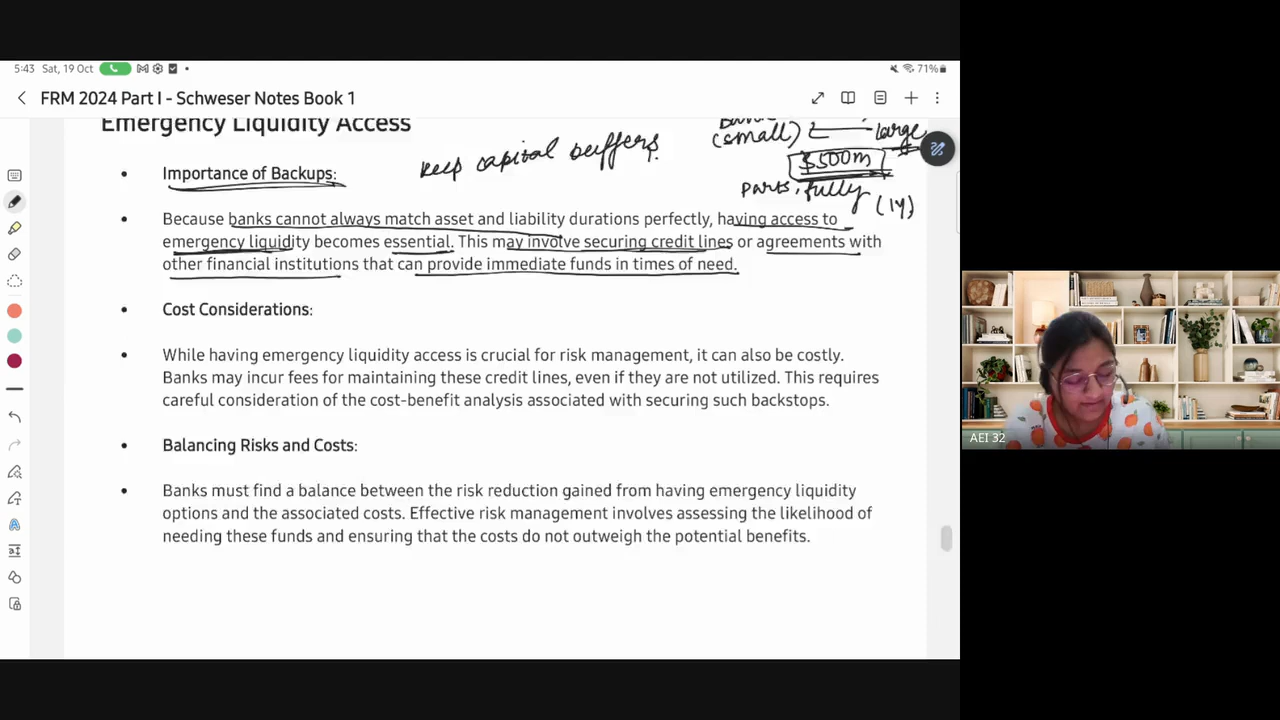 5:43 Sat, 19 Oct
71%
FRM 2024 Part I - Schweser Notes Book 1
Emergency Liquidity Access
(small) large
$500m
parts, fully
(1y)
keep capital buffers.
• Importance of Backups:
• Because banks cannot always match asset and liability durations perfectly, having access to
emergency liquidity becomes essential. This may involve securing credit lines or agreements with
other financial institutions that can provide immediate funds in times of need.
• Cost Considerations:
• While having emergency liquidity access is crucial for risk management, it can also be costly.
Banks may incur fees for maintaining these credit lines, even if they are not utilized. This requires
careful consideration of the cost-benefit analysis associated with securing such backstops.
• Balancing Risks and Costs:
• Banks must find a balance between the risk reduction gained from having emergency liquidity
options and the associated costs. Effective risk management involves assessing the likelihood of
needing these funds and ensuring that the costs do not outweigh the potential benefits.
AEI 32